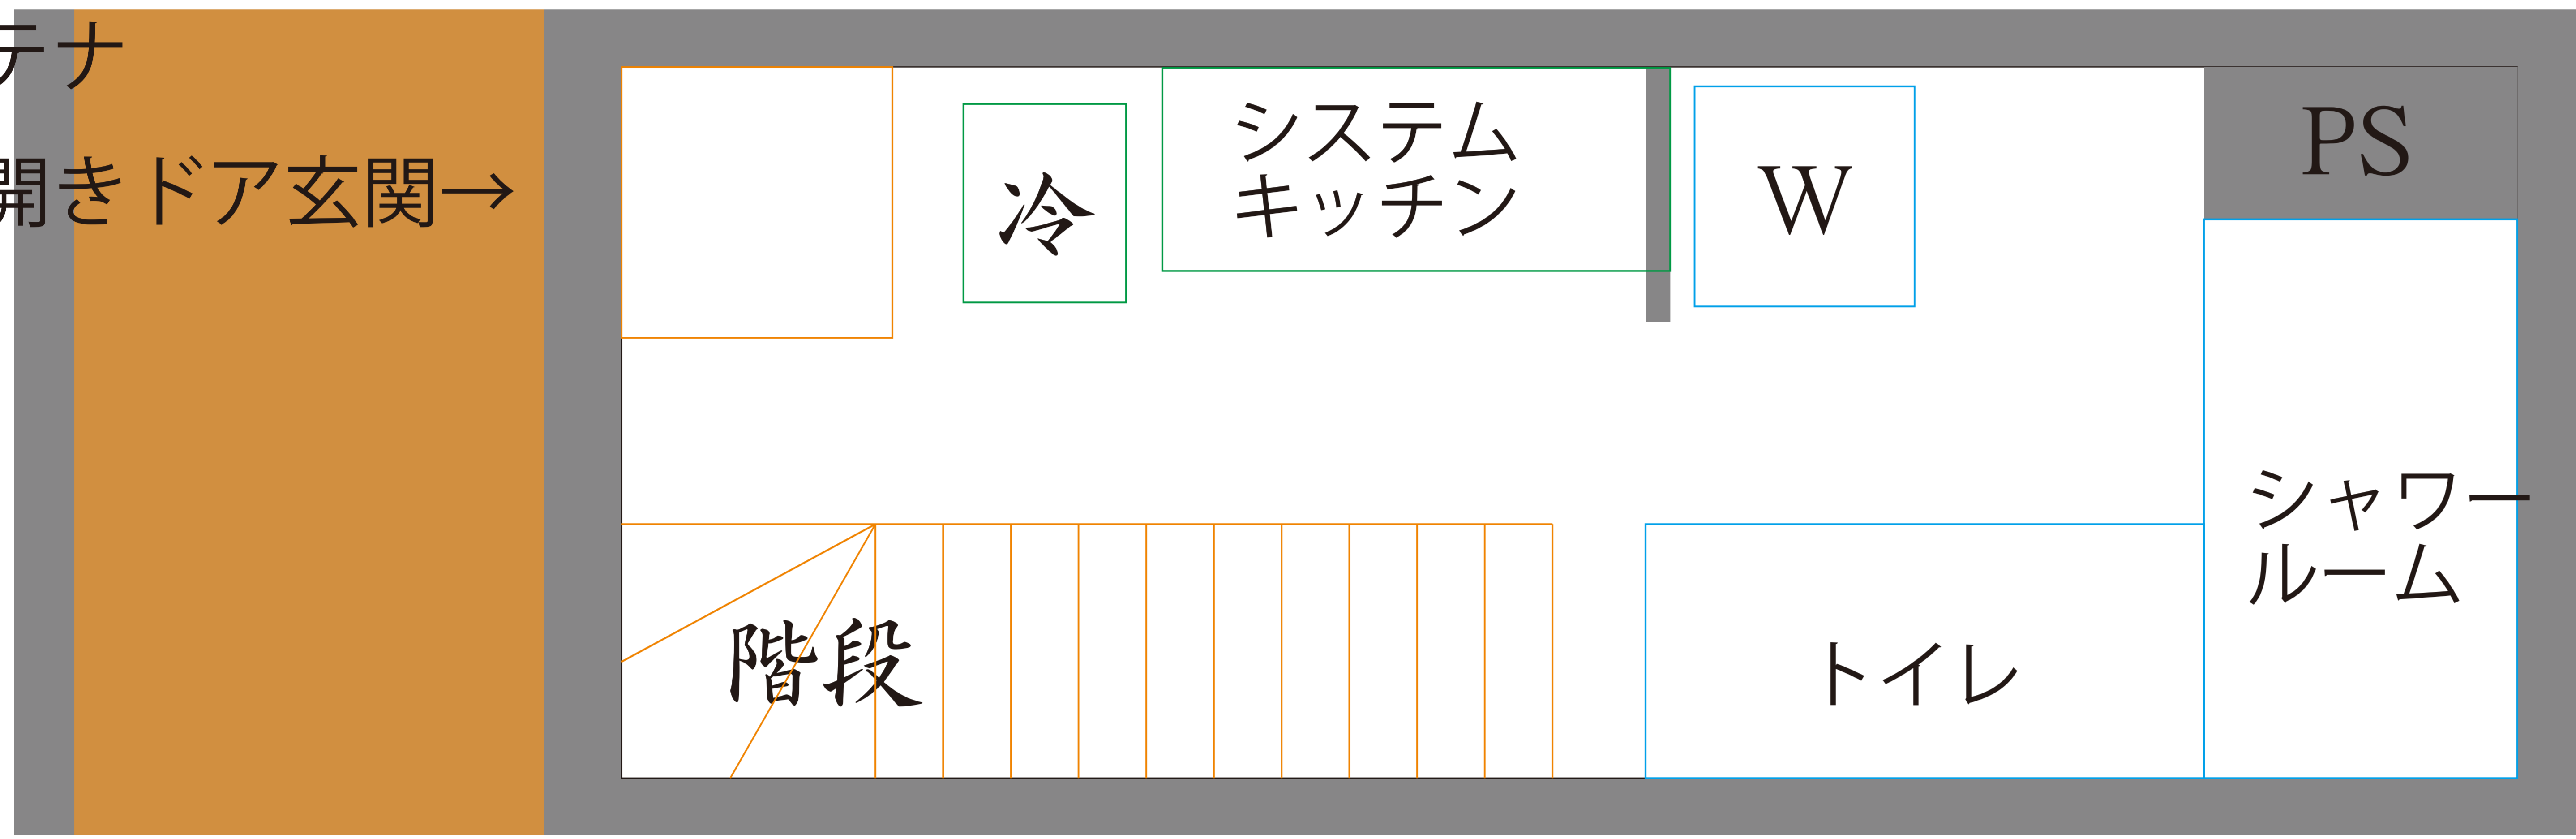 テナ
開きドア玄関→
冷
システム
キッチン
W
PS
シャワー
ルーム
階段
トイレ